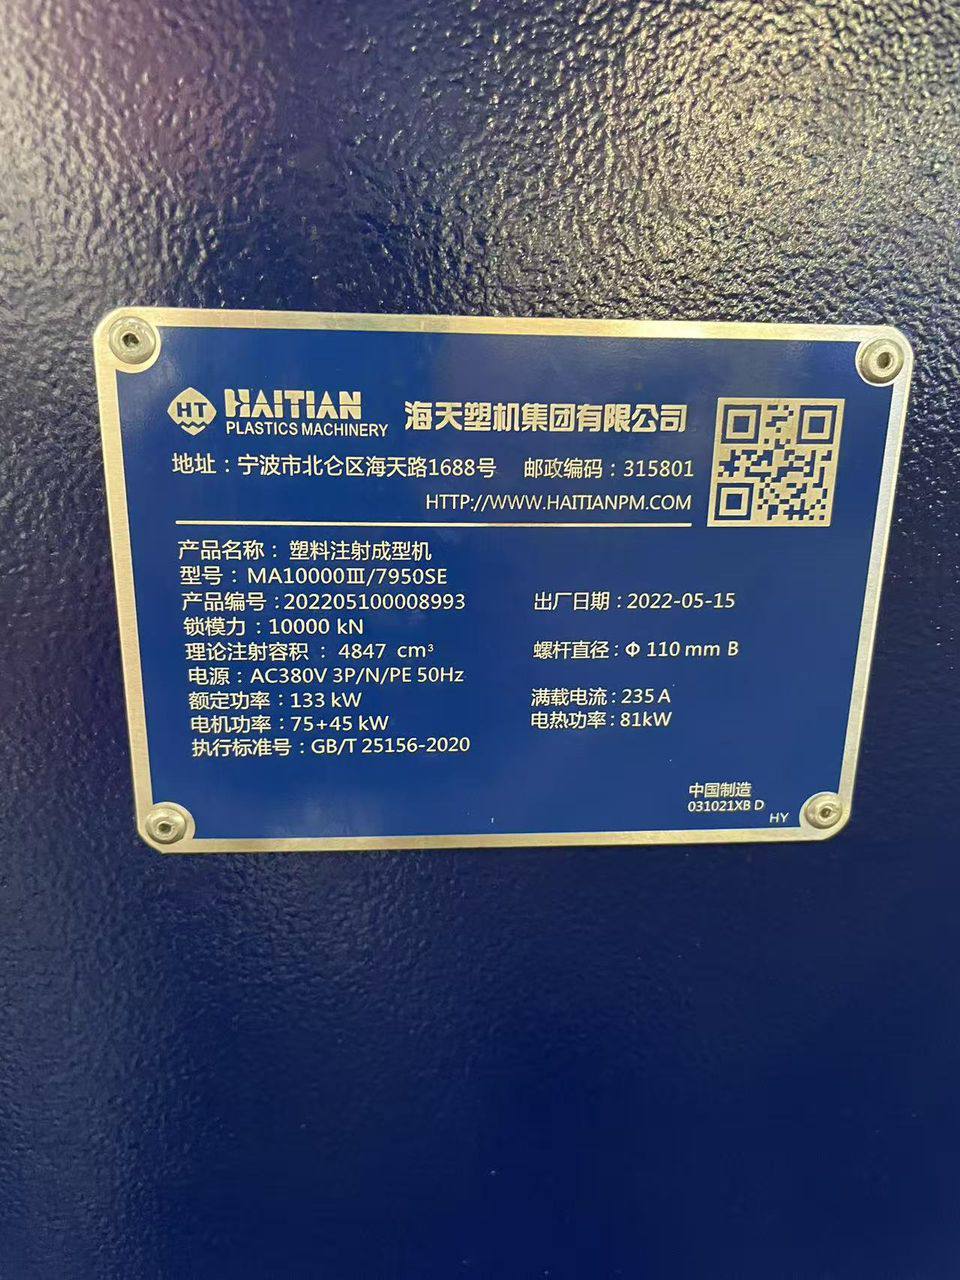 HT HAITIAN
PLASTICS MACHINERY
海天塑机集团有限公司
地址：宁波市北仑区海天路1688号 邮政编码：315801
HTTP://WWW.HAITIANPM.COM
产品名称：塑料注射成型机
型号：MA10000Ⅲ/7950SE
产品编号：202205100008993 出厂日期：2022-05-15
锁模力：10000 kN
理论注射容积：4847 cm³ 螺杆直径：Φ 110 mm B
电源：AC380V 3P/N/PE 50Hz
额定功率：133 kW 满载电流：235 A
电机功率：75+45 kW 电热功率：81kW
执行标准号：GB/T 25156-2020
中国制造
031021XB D
HY